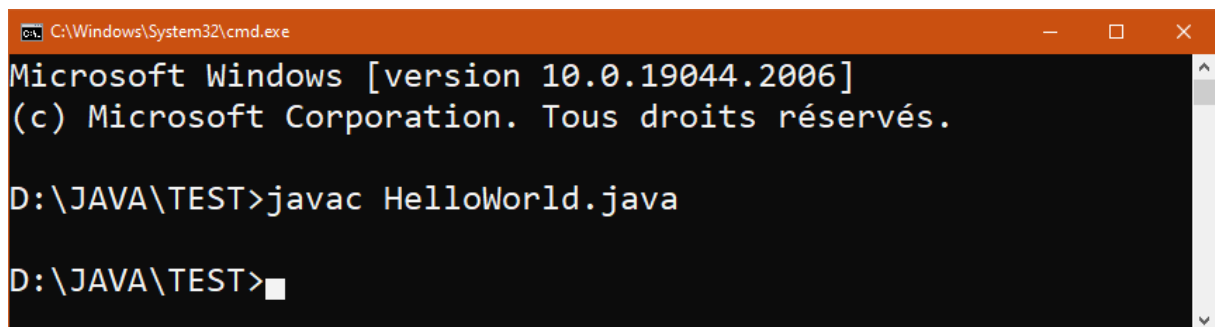 C:\Windows\System32\cmd.exe
Microsoft Windows [version 10.0.19044.2006]
(c) Microsoft Corporation. Tous droits réservés.
D:\JAVA\TEST>javac HelloWorld.java
D:\JAVA\TEST>